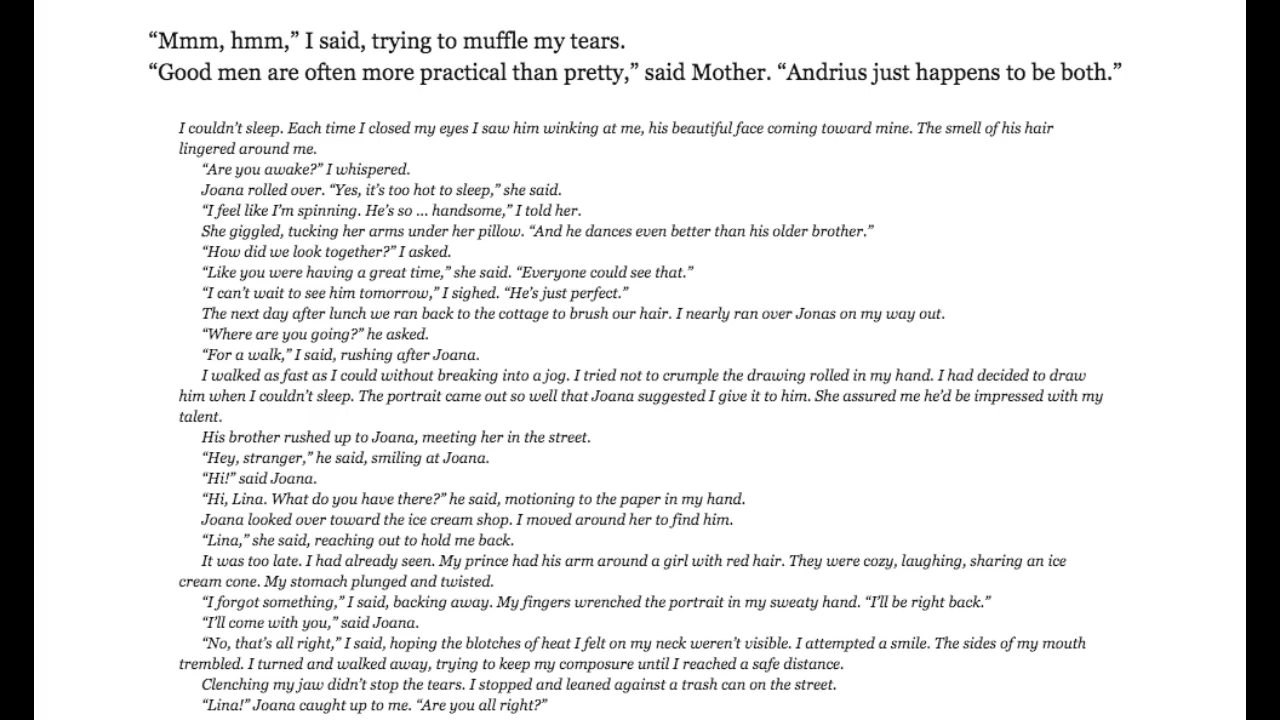 “Mmm, hmm,” I said, trying to muffle my tears.
“Good men are often more practical than pretty,” said Mother. “Andrius just happens to be both.”
I couldn’t sleep. Each time I closed my eyes I saw him winking at me, his beautiful face coming toward mine. The smell of his hair
lingered around me.
“Are you awake?” I whispered.
Joana rolled over. “Yes, it’s too hot to sleep,” she said.
“I feel like I’m spinning. He’s so ... handsome,” I told her.
She giggled, tucking her arms under her pillow. “And he dances even better than his older brother.”
“How did we look together?” I asked.
“Like you were having a great time,” she said. “Everyone could see that.”
“I can’t wait to see him tomorrow,” I sighed. “He’s just perfect.”
The next day after lunch we ran back to the cottage to brush our hair. I nearly ran over Jonas on my way out.
“Where are you going?” he asked.
“For a walk,” I said, rushing after Joana.
I walked as fast as I could without breaking into a jog. I tried not to crumple the drawing rolled in my hand. I had decided to draw
him when I couldn’t sleep. The portrait came out so well that Joana suggested I give it to him. She assured me he’d be impressed with my
talent.
His brother rushed up to Joana, meeting her in the street.
“Hey, stranger,” he said, smiling at Joana.
“Hi!” said Joana.
“Hi, Lina. What do you have there?” he said, motioning to the paper in my hand.
Joana looked over toward the ice cream shop. I moved around her to find him.
“Lina,” she said, reaching out to hold me back.
It was too late. I had already seen. My prince had his arm around a girl with red hair. They were cozy, laughing, sharing an ice
cream cone. My stomach plunged and twisted.
“I forgot something,” I said, backing away. My fingers wrenched the portrait in my sweaty hand. “I’ll be right back.”
“I’ll come with you,” said Joana.
“No, that’s all right,” I said, hoping the blotches of heat I felt on my neck weren’t visible. I attempted a smile. The sides of my mouth
trembled. I turned and walked away, trying to keep my composure until I reached a safe distance.
Clenching my jaw didn’t stop the tears. I stopped and leaned against a trash can on the street.
“Lina!” Joana caught up to me. “Are you all right?”